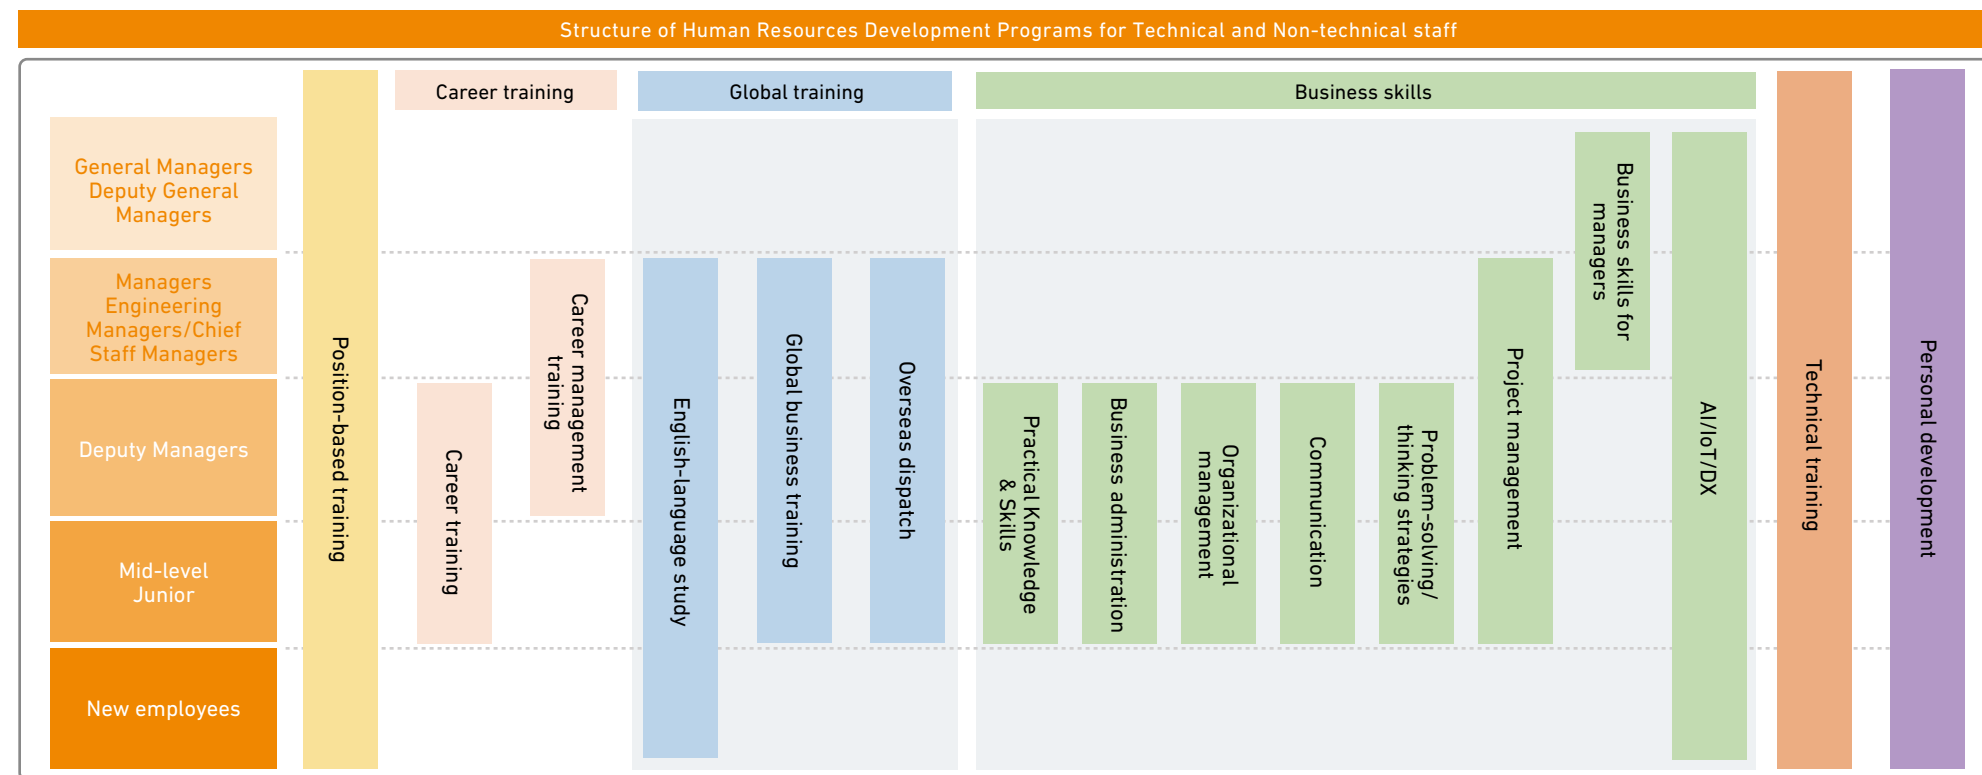 Structure of Human Resources Development Programs for Technical and Non-technical staff
Career training
Global training
Business skills
General Managers
Deputy General
Managers
Managers
Engineering
Managers/Chief
Staff Managers
Deputy Managers
Mid-level
Junior
New employees
Position-based training
Career training
Career management
training
English-language study
Global business training
Overseas dispatch
Practical Knowledge
& Skills
Business administration
Organizational
management
Communication
Problem-solving/
thinking strategies
Project management
Business skills for
managers
AI/IoT/DX
Technical training
Personal development